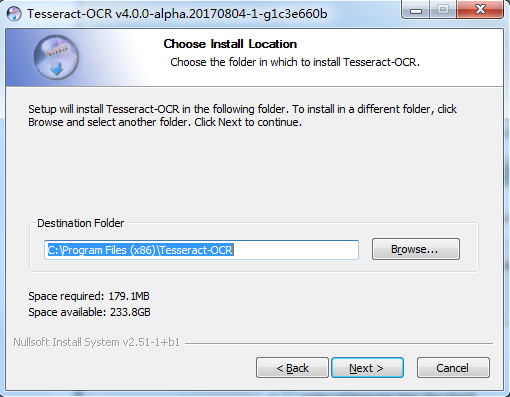 Tesseract-OCR v4.0.0-alpha.20170804-1-g1c3e660b
Choose Install Location
Choose the folder in which to install Tesseract-OCR.
Setup will install Tesseract-OCR in the following folder. To install in a different folder, click
Browse and select another folder. Click Next to continue.
Destination Folder
C:\Program Files (x86)\Tesseract-OCR
Browse...
Space required: 179.1MB
Space available: 233.8GB
Nullsoft Install System v2.51-1+b1
< Back
Next >
Cancel